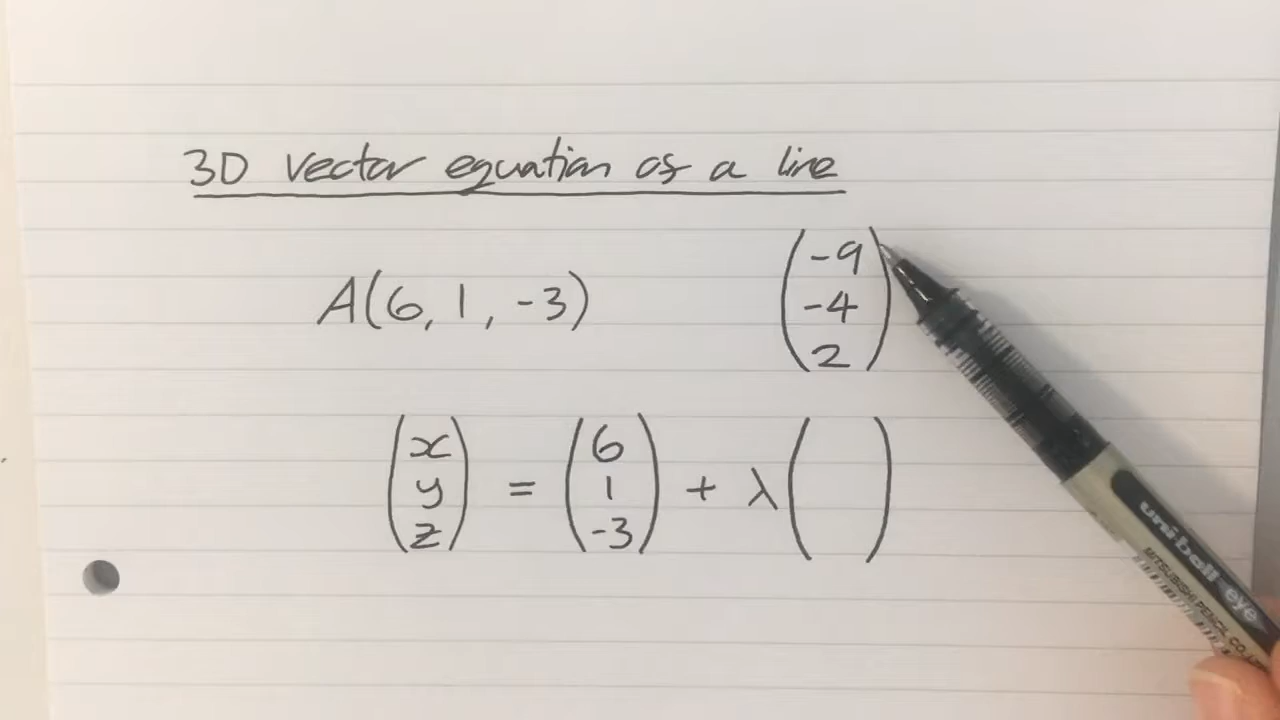 3D vector equation of a line
A(6, 1, -3)
(-9
-4
2)
(x
y
z) = (6
1
-3) + λ( )
uni-ball eye
MITSUBISHI PENCIL CO.,